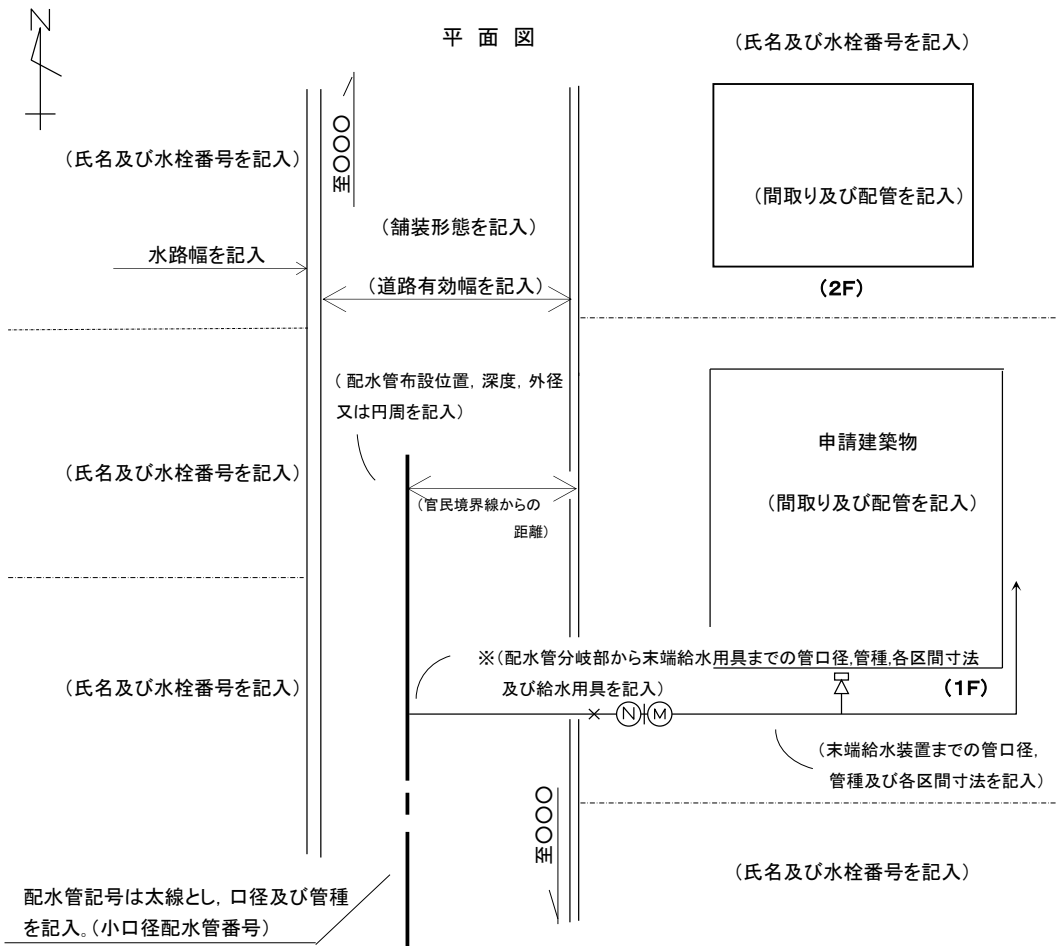 N
平 面 図
(氏名及び水栓番号を記入)
至〇〇〇
(氏名及び水栓番号を記入)
(間取り及び配管を記入)
(舗装形態を記入)
水路幅を記入
(道路有効幅を記入)
(2F)
( 配水管布設位置, 深度, 外径
又は円周を記入)
申請建築物
(氏名及び水栓番号を記入)
(間取り及び配管を記入)
(官民境界線からの
距離)
※(配水管分岐部から末端給水用具までの管口径,管種,各区間寸法
及び給水用具を記入)
(氏名及び水栓番号を記入)
(1F)
N M
(末端給水装置までの管口径,
管種及び各区間寸法を記入)
至〇〇〇
(氏名及び水栓番号を記入)
配水管記号は太線とし, 口径及び管種
を記入。(小口径配水管番号)